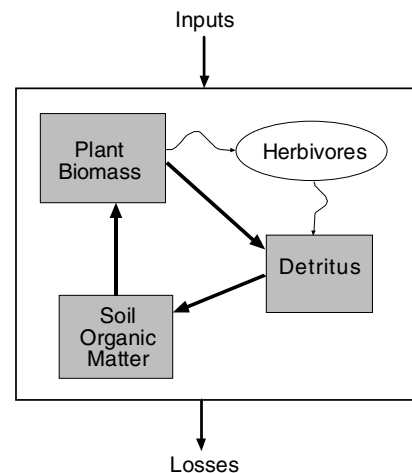 Inputs
Plant
Biomass
Herbivores
Detritus
Soil
Organic
Matter
Losses